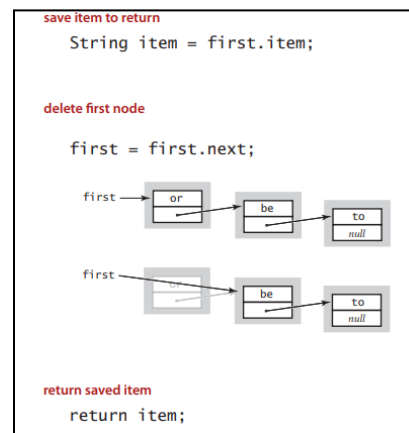 save item to return
String item = first.item;
delete first node
first = first.next;
first
or
be
to
null
first
or
be
to
null
return saved item
return item;